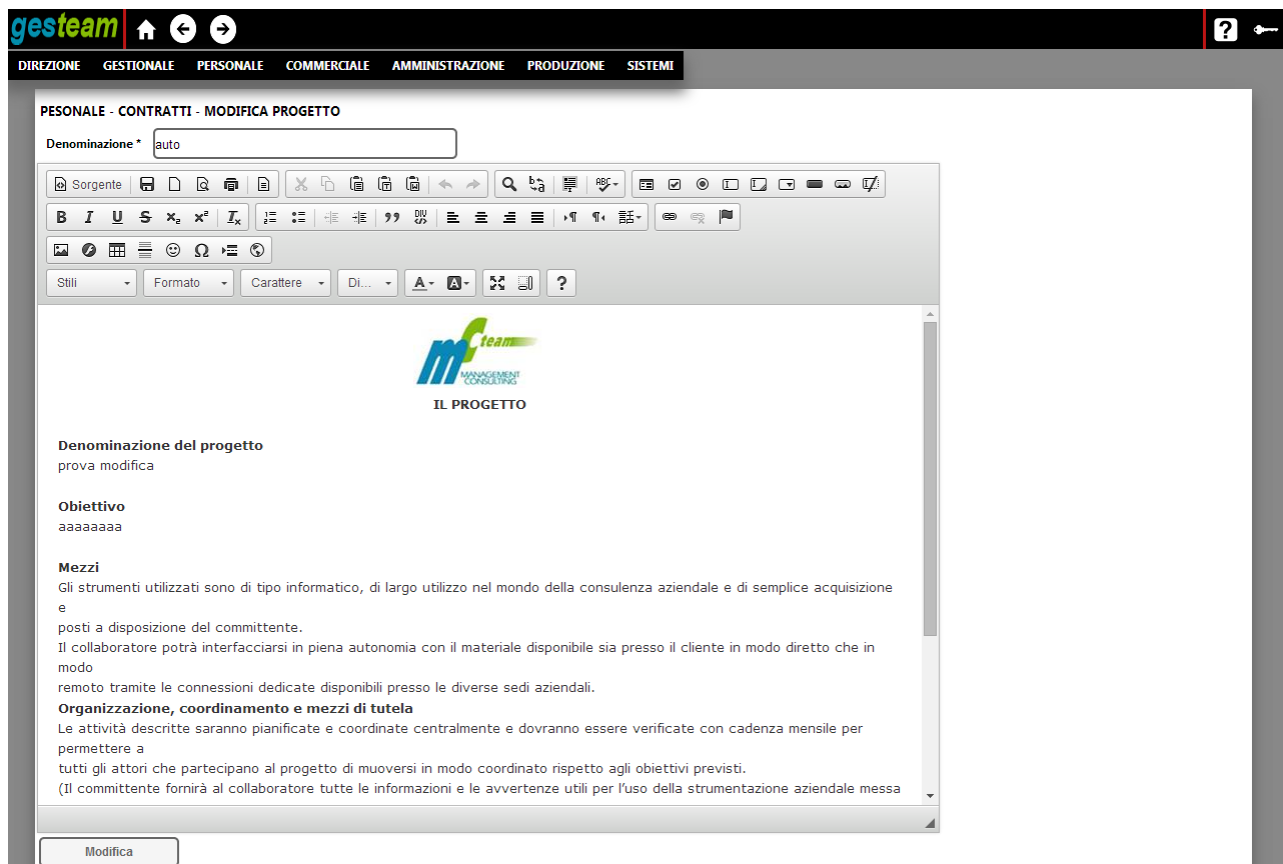 gesteam
DIREZIONE GESTIONALE PERSONALE COMMERCIALE AMMINISTRAZIONE PRODUZIONE SISTEMI
PESONALE - CONTRATTI - MODIFICA PROGETTO
Denominazione * auto
Sorgente
Stili Formato Carattere Di...
mc team
MANAGEMENT
CONSULTING
IL PROGETTO
Denominazione del progetto
prova modifica
Obiettivo
aaaaaaaa
Mezzi
Gli strumenti utilizzati sono di tipo informatico, di largo utilizzo nel mondo della consulenza aziendale e di semplice acquisizione
e
posti a disposizione del committente.
Il collaboratore potrà interfacciarsi in piena autonomia con il materiale disponibile sia presso il cliente in modo diretto che in
modo
remoto tramite le connessioni dedicate disponibili presso le diverse sedi aziendali.
Organizzazione, coordinamento e mezzi di tutela
Le attività descritte saranno pianificate e coordinate centralmente e dovranno essere verificate con cadenza mensile per
permettere a
tutti gli attori che partecipano al progetto di muoversi in modo coordinato rispetto agli obiettivi previsti.
(Il committente fornirà al collaboratore tutte le informazioni e le avvertenze utili per l'uso della strumentazione aziendale messa
Modifica